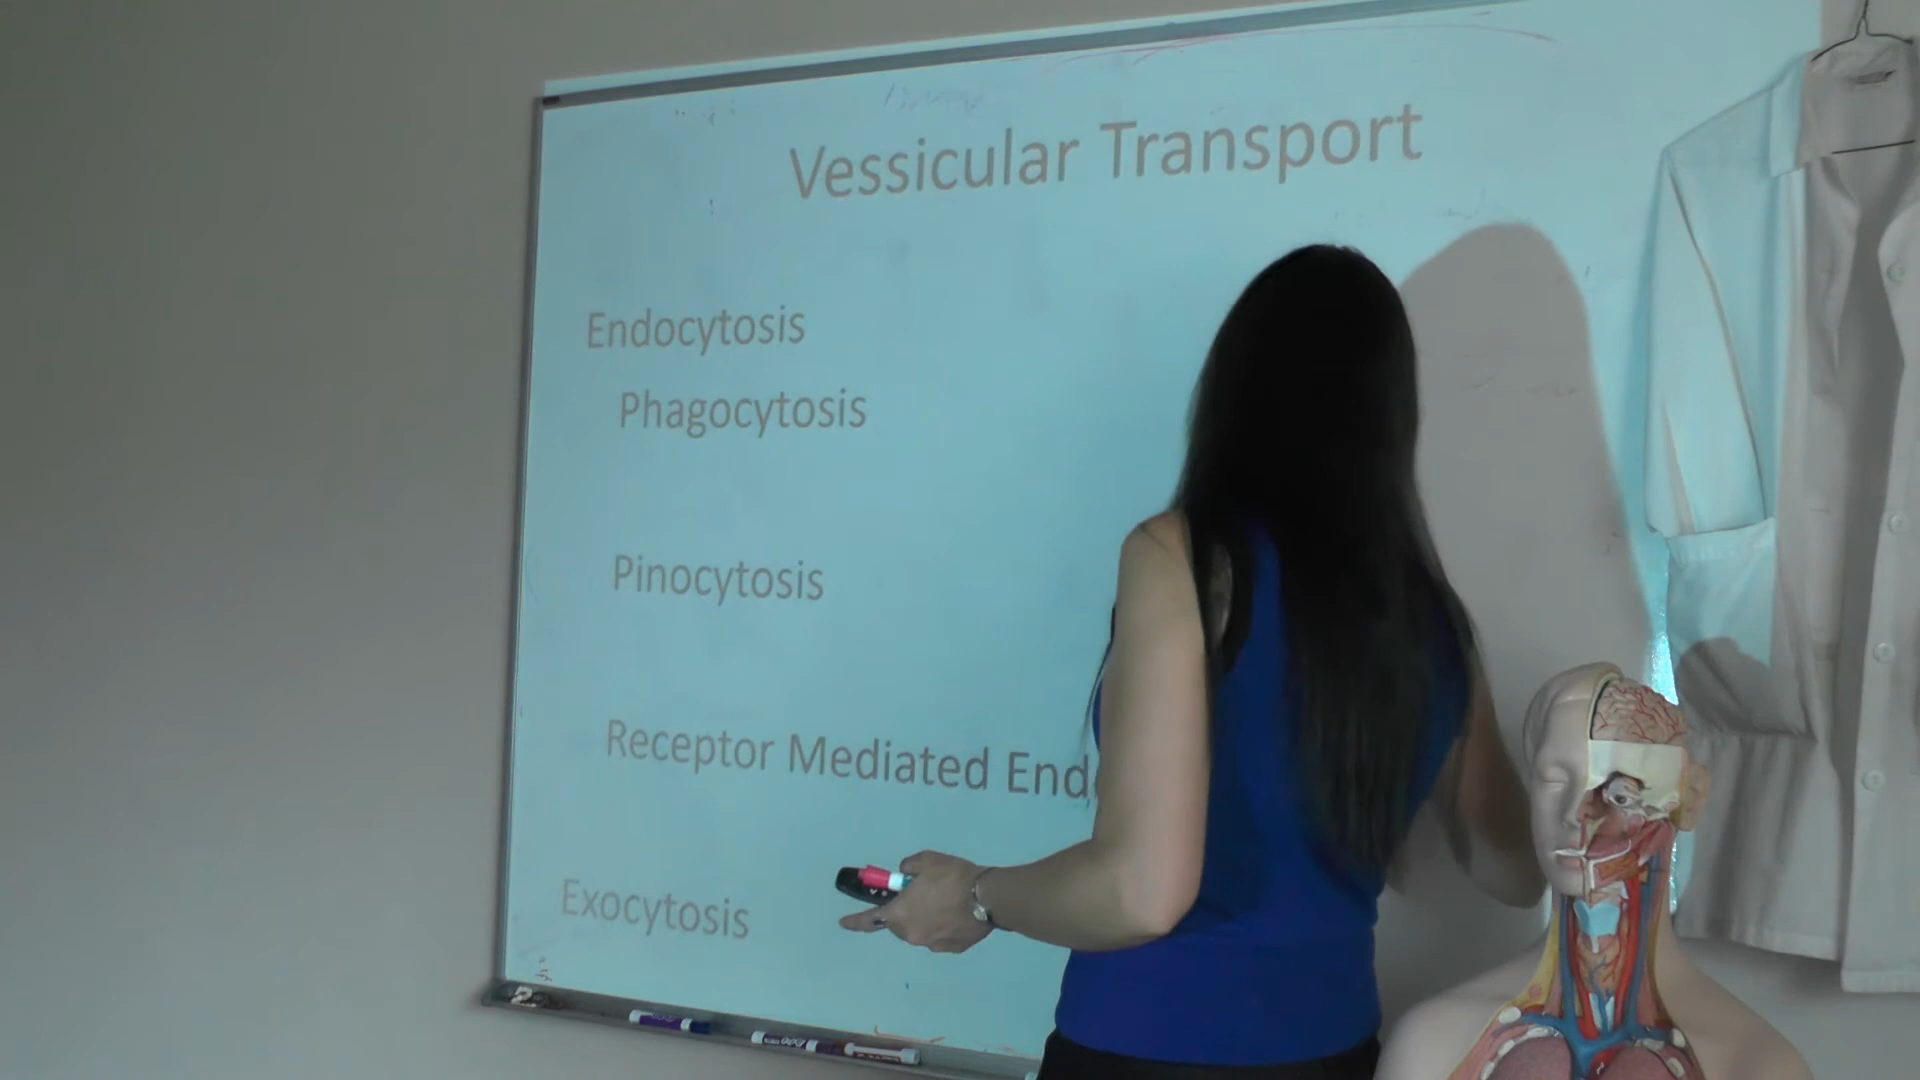 Vessicular Transport
Endocytosis
Phagocytosis
Pinocytosis
Receptor Mediated End
Exocytosis